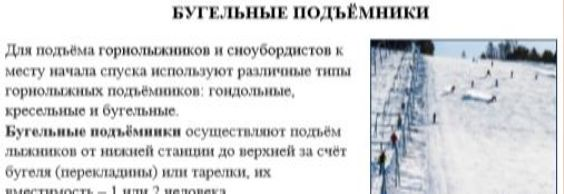 БУГЕЛЬНЫЕ ПОДЪЁМНИКИ
Для подъёма горнолыжников и сноубордистов к
месту начала спуска используют различные типы
горнолыжных подъёмников: гондольные,
кресельные и бугельные.
Бугельные подъёмники осуществляют подъём
лыжников от нижней станции до верхней за счёт
бугеля (перекладины) или тарелки, их
вместимость – 1 или 2 человека